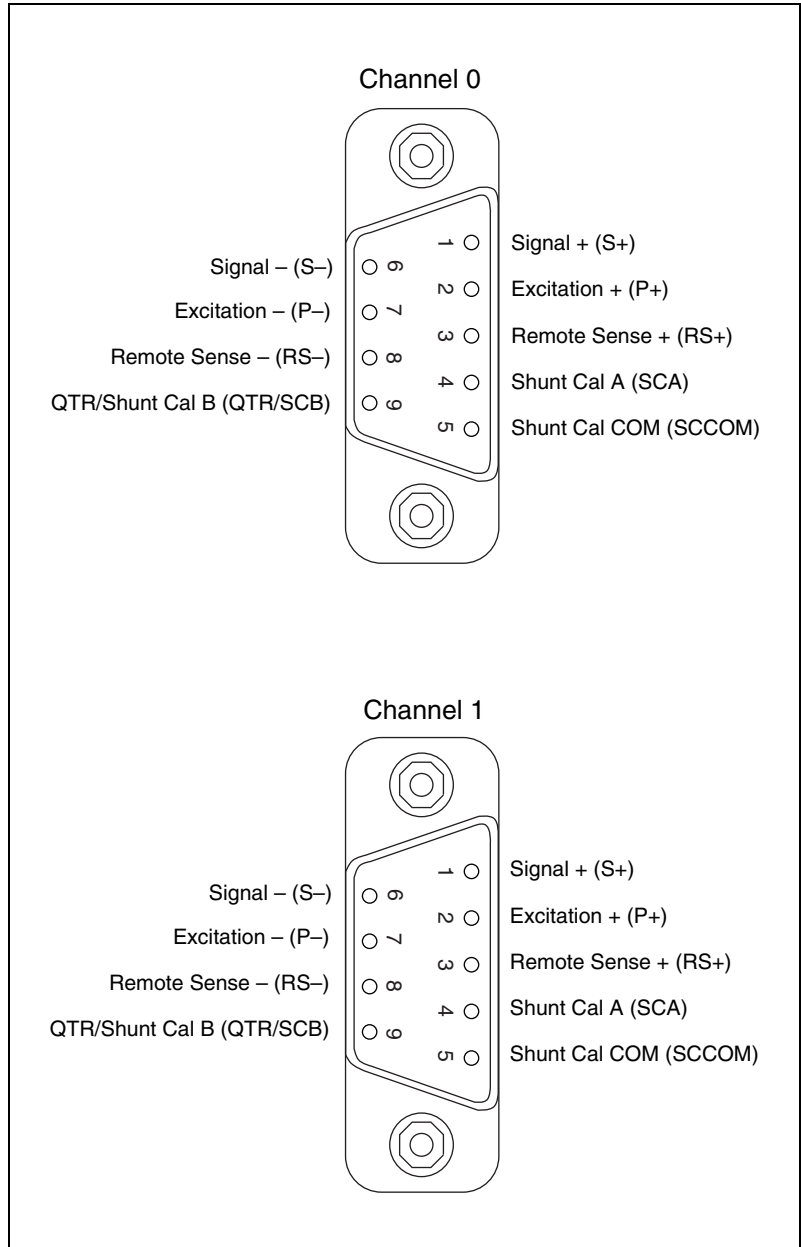 Channel 0
Signal – (S–)
Excitation – (P–)
Remote Sense – (RS–)
QTR/Shunt Cal B (QTR/SCB)
6
7
8
9
1
2
3
4
5
Signal + (S+)
Excitation + (P+)
Remote Sense + (RS+)
Shunt Cal A (SCA)
Shunt Cal COM (SCCOM)
Channel 1
Signal – (S–)
Excitation – (P–)
Remote Sense – (RS–)
QTR/Shunt Cal B (QTR/SCB)
6
7
8
9
1
2
3
4
5
Signal + (S+)
Excitation + (P+)
Remote Sense + (RS+)
Shunt Cal A (SCA)
Shunt Cal COM (SCCOM)